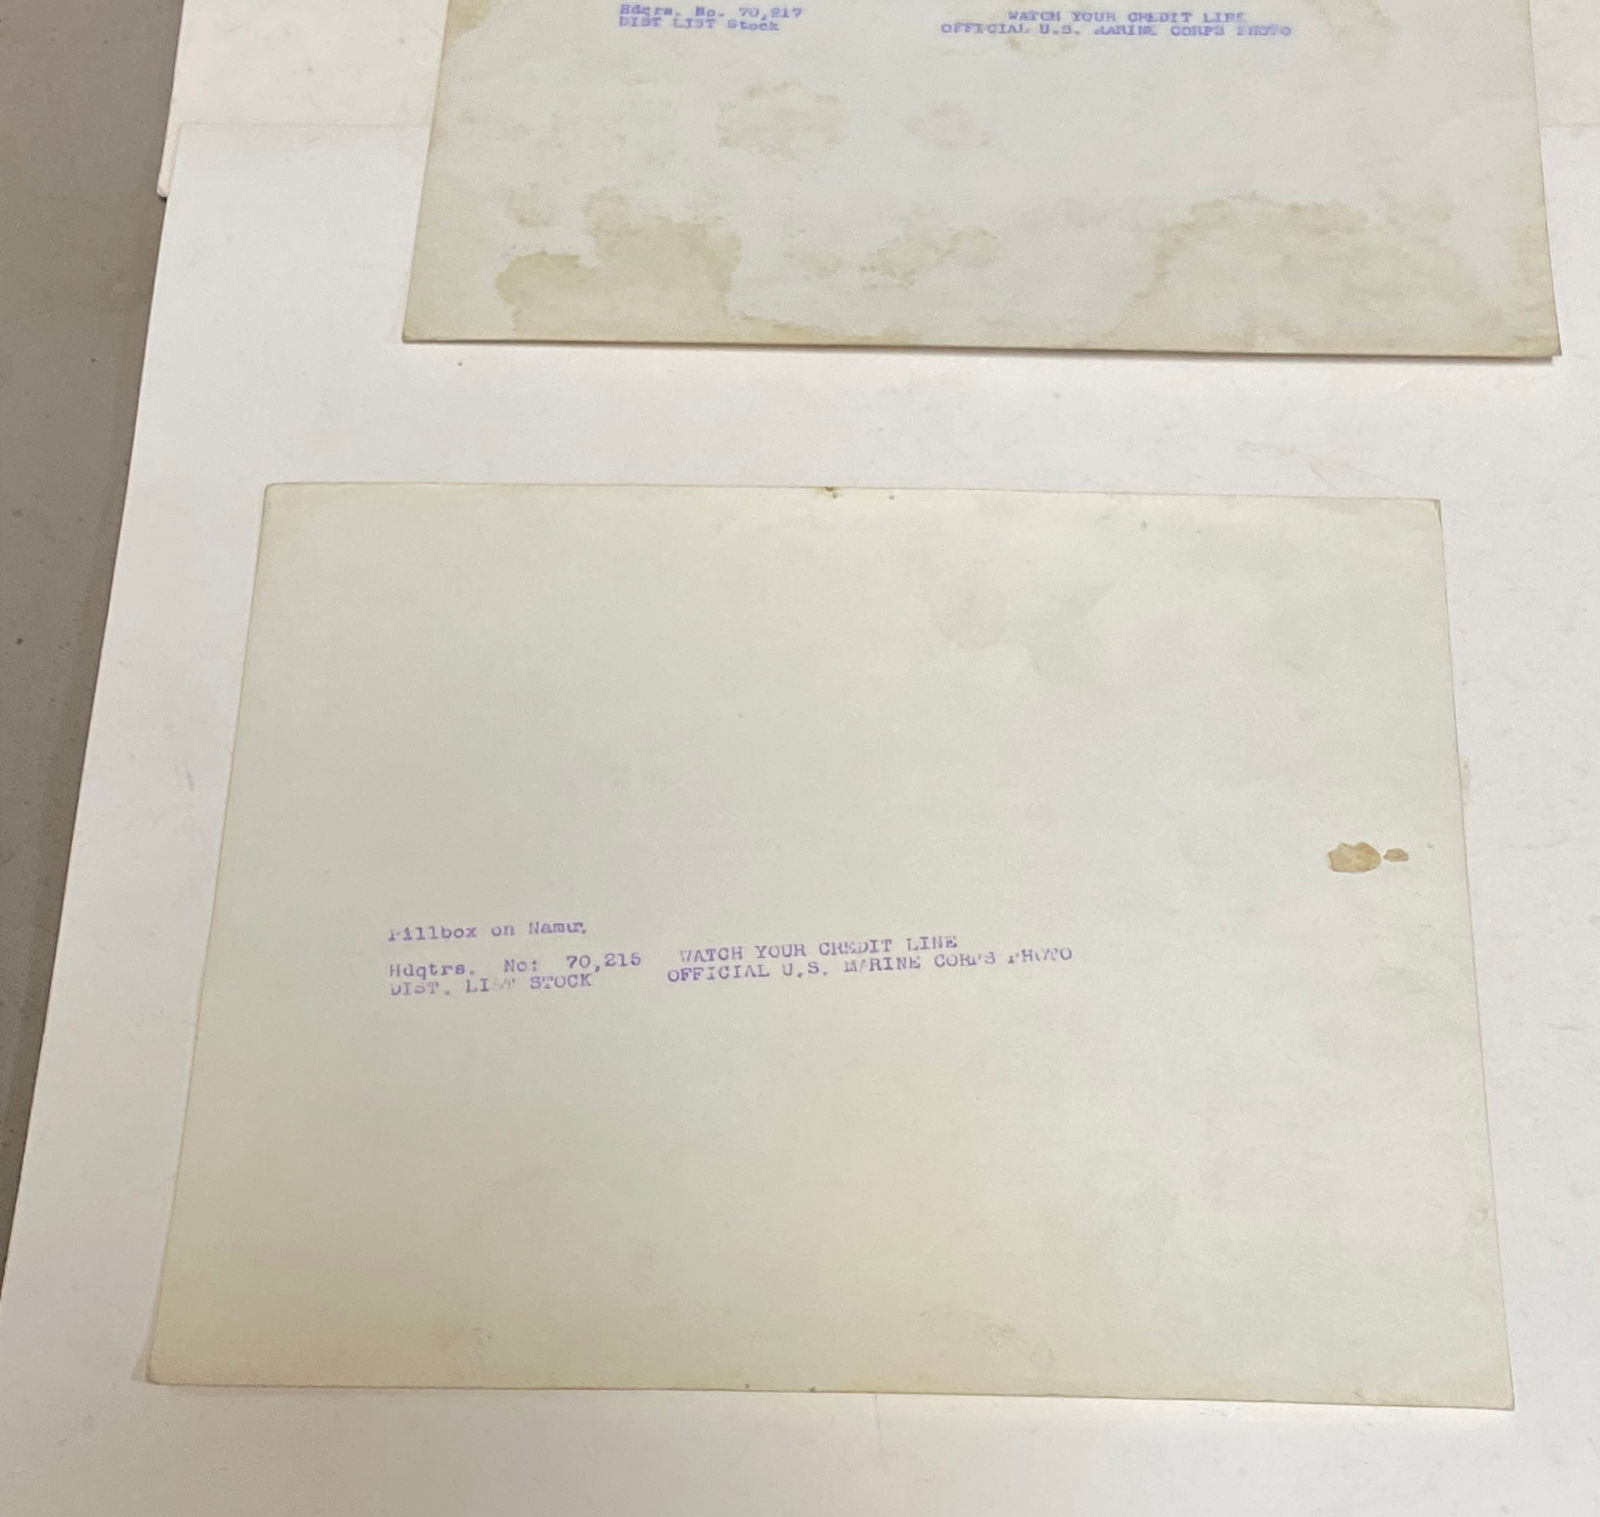 Hdqrs. No. 70,217
DIST LIST Stock
WATCH YOUR CREDIT LINE
OFFICIAL U.S. MARINE CORPS PHOTO
Pillbox on Namur.
Hdqtrs. No: 70,215 WATCH YOUR CREDIT LINE
DIST. LIST STOCK OFFICIAL U.S. MARINE CORPS PHOTO